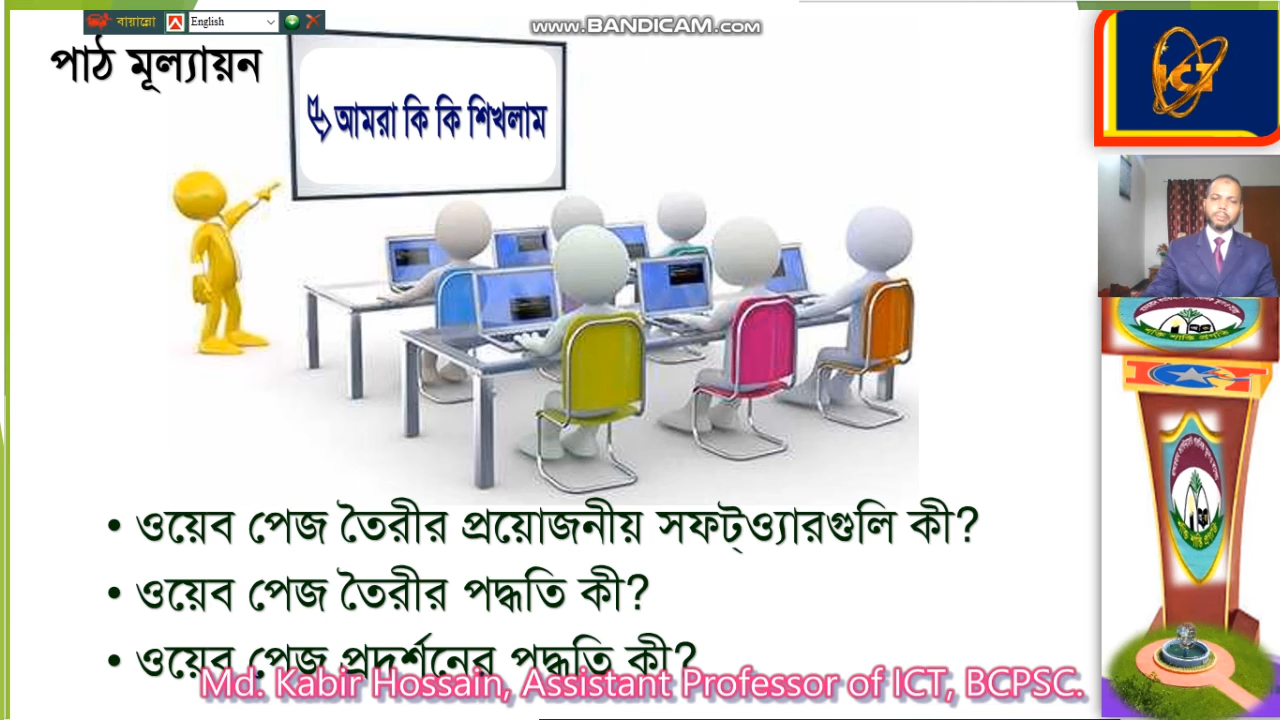 বায়ান্নো
English
www.BANDICAM.com
পাঠ মূল্যায়ন
আমরা কি কি শিখলাম
ICT
• ওয়েব পেজ তৈরীর প্রয়োজনীয় সফট্ওয়্যারগুলি কী?
• ওয়েব পেজ তৈরীর পদ্ধতি কী?
• ওয়েব পেজ প্রদর্শনের পদ্ধতি কী?
Md. Kabir Hossain, Assistant Professor of ICT, BCPSC.